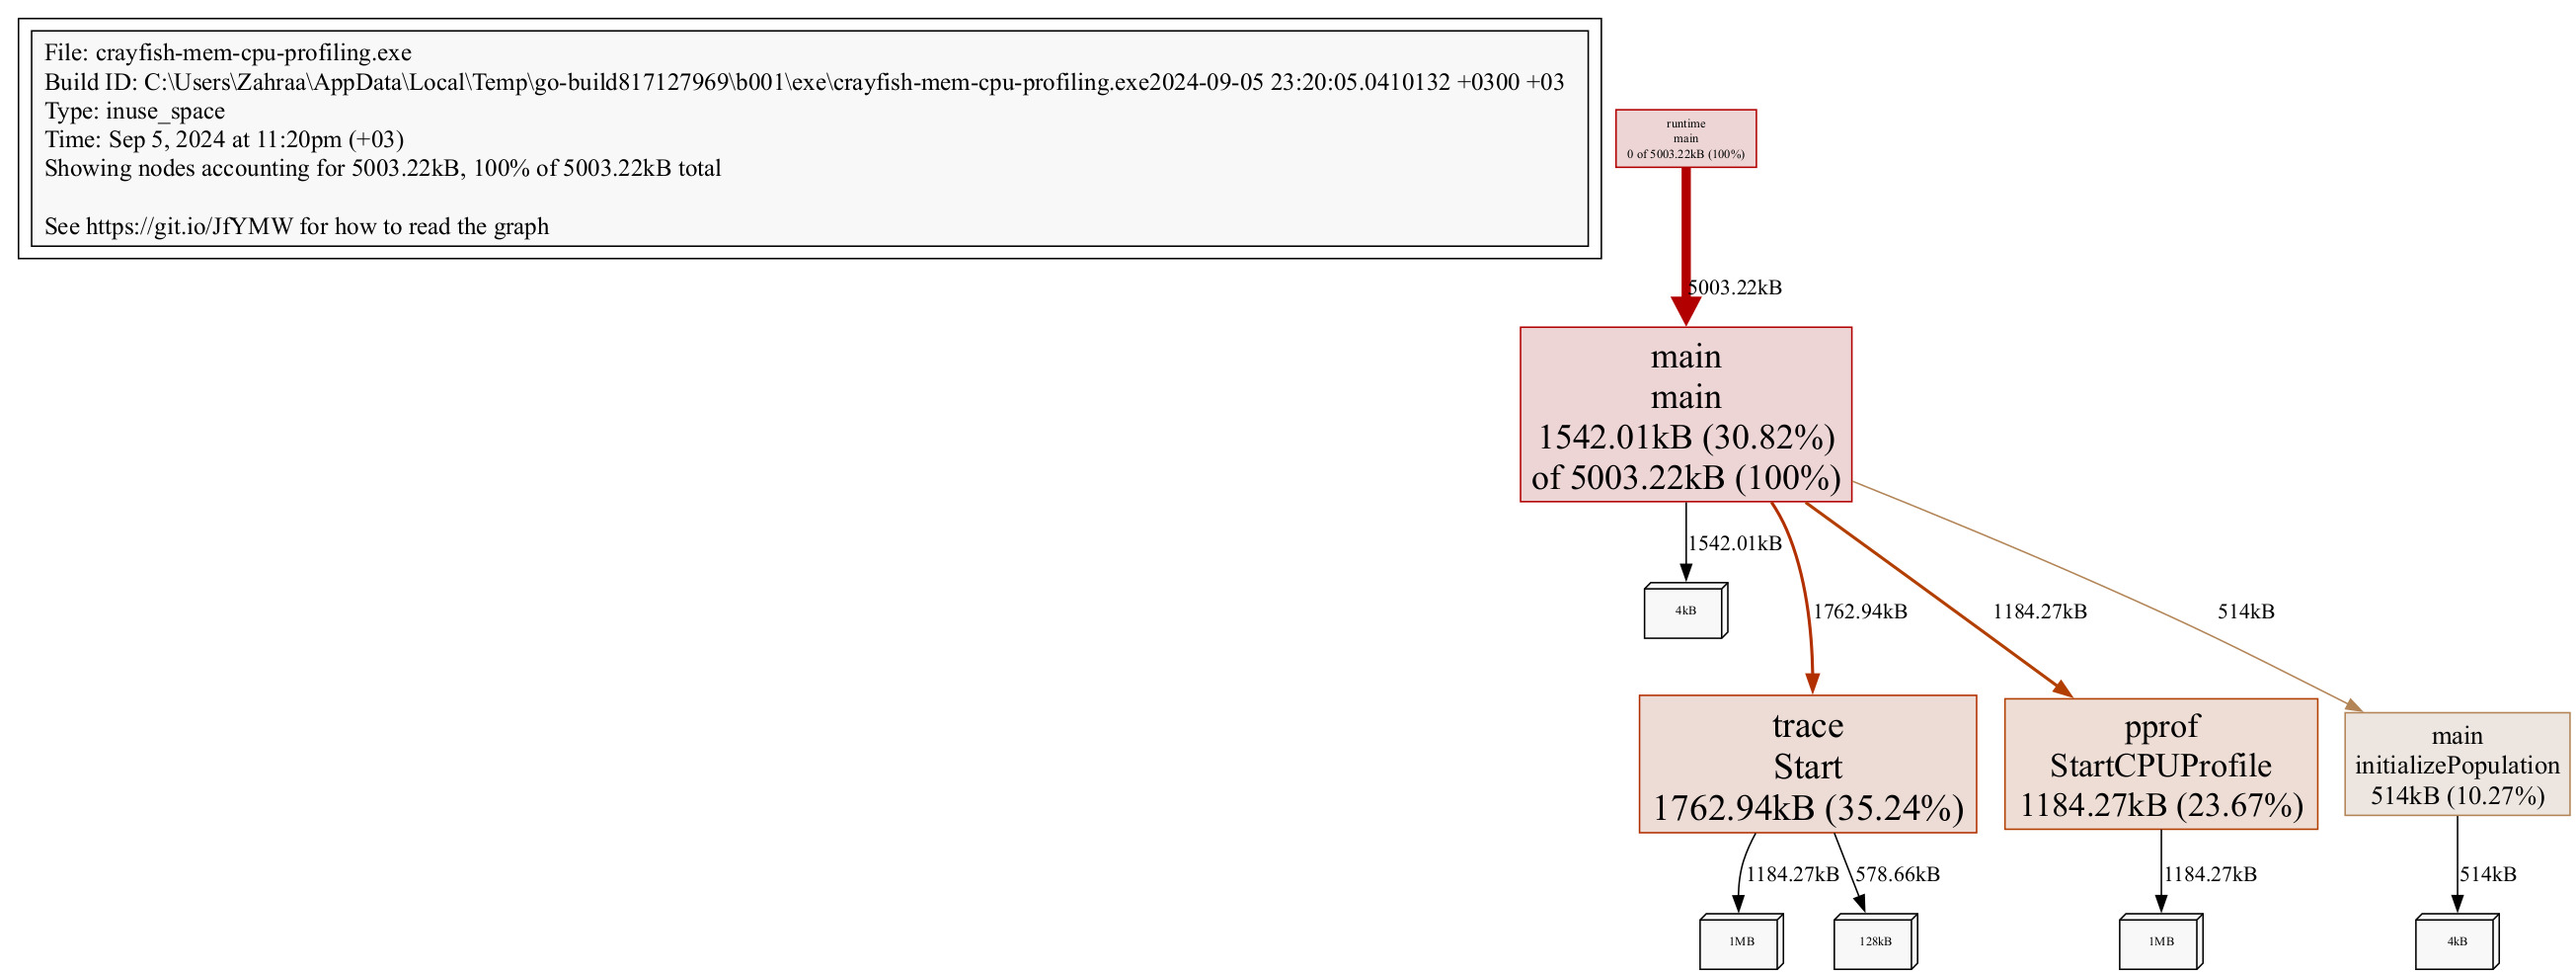 File: crayfish-mem-cpu-profiling.exe
Build ID: C:\Users\Zahraa\AppData\Local\Temp\go-build817127969\b001\exe\crayfish-mem-cpu-profiling.exe2024-09-05 23:20:05.0410132 +0300 +03
Type: inuse_space
Time: Sep 5, 2024 at 11:20pm (+03)
Showing nodes accounting for 5003.22kB, 100% of 5003.22kB total
See https://git.io/JfYMW for how to read the graph
runtime
main
0 of 5003.22kB (100%)
5003.22kB
main
main
1542.01kB (30.82%)
of 5003.22kB (100%)
1542.01kB
4kB
1762.94kB
1184.27kB
514kB
trace
Start
1762.94kB (35.24%)
pprof
StartCPUProfile
1184.27kB (23.67%)
main
initializePopulation
514kB (10.27%)
1184.27kB
578.66kB
1184.27kB
514kB
1MB
128kB
1MB
4kB